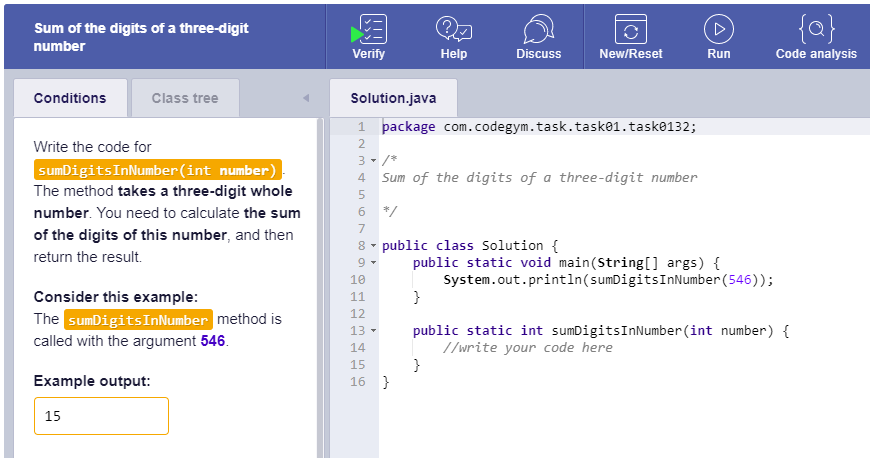 Sum of the digits of a three-digit
number
Verify
Help
Discuss
New/Reset
Run
Code analysis
Conditions
Class tree
Write the code for
sumDigitsInNumber(int number).
The method takes a three-digit whole
number. You need to calculate the sum
of the digits of this number, and then
return the result.
Consider this example:
The sumDigitsInNumber method is
called with the argument 546.
Example output:
15
Solution.java
1 package com.codegym.task.task01.task0132;
2
3 /*
4 Sum of the digits of a three-digit number
5
6 */
7
8 public class Solution {
9 public static void main(String[] args) {
10 System.out.println(sumDigitsInNumber(546));
11 }
12
13 public static int sumDigitsInNumber(int number) {
14 //write your code here
15 }
16 }